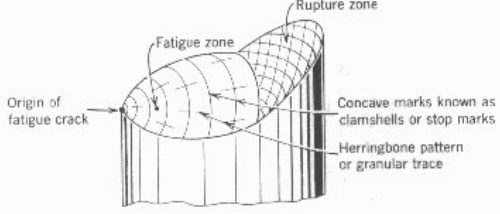 Rupture zone
Fatigue zone
Origin of
fatigue crack
Concave marks known as
clamshells or stop marks
Herringbone pattern
or granular trace